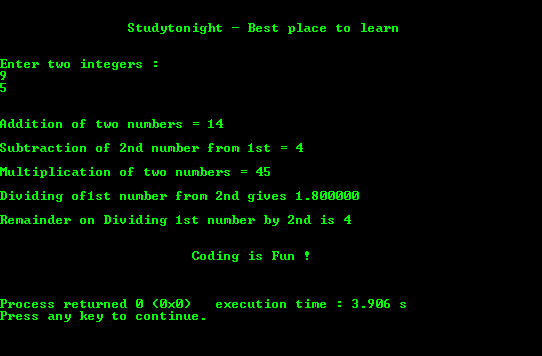 Studytonight - Best place to learn
Enter two integers :
9
5
Addition of two numbers = 14
Subtraction of 2nd number from 1st = 4
Multiplication of two numbers = 45
Dividing of1st number from 2nd gives 1.800000
Remainder on Dividing 1st number by 2nd is 4
Coding is Fun !
Process returned 0 (0x0)   execution time : 3.906 s
Press any key to continue.